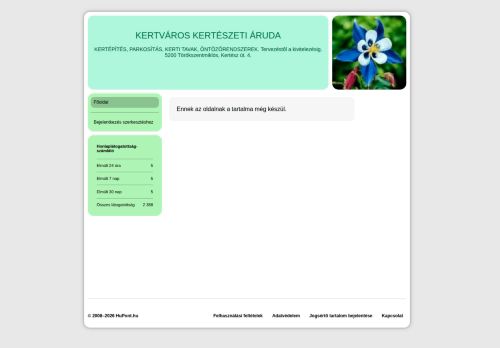 KERTVÁROS KERTÉSZETI ÁRUDA
KERTÉPÍTÉS, PARKOSÍTÁS, KERTI TAVAK, ÖNTÖZŐRENDSZEREK. Tervezéstől a kivitelezésig.
5200 Törökszentmiklós, Kertész út. 4.
Főoldal
Bejelentkezés szerkesztéshez
Ennek az oldalnak a tartalma még készül.
Honlaplátogatottság-
számláló
Elmúlt 24 óra 5
Elmúlt 7 nap 5
Elmúlt 30 nap 5
Összes látogatottság 2 388
© 2008–2026 HuPont.hu
Felhasználási feltételek Adatvédelem Jogsértő tartalom bejelentése Kapcsolat